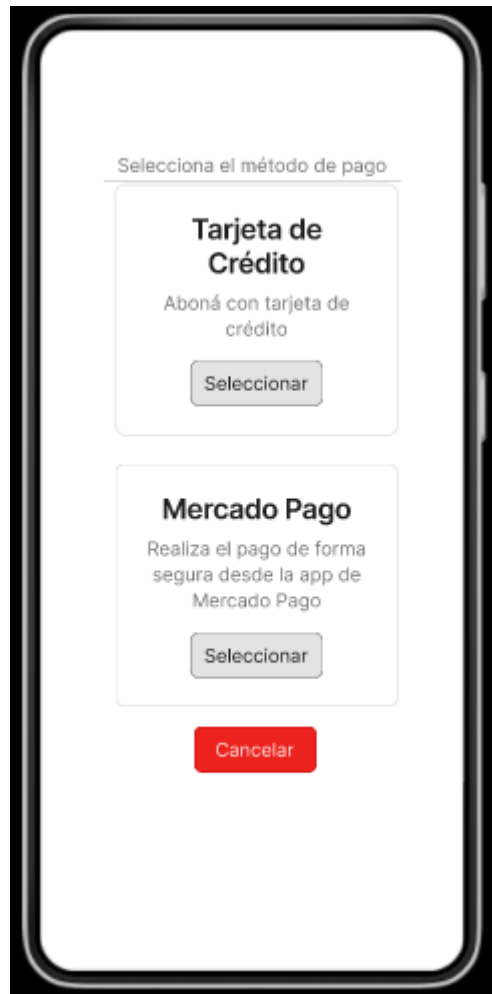 Selecciona el método de pago
Tarjeta de
Crédito
Aboná con tarjeta de
crédito
Seleccionar
Mercado Pago
Realiza el pago de forma
segura desde la app de
Mercado Pago
Seleccionar
Cancelar